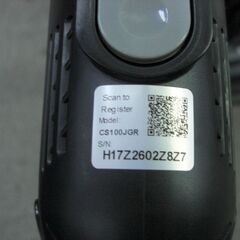 Scan to
Register
Model:
CS100JGR
S/N
H17Z2602Z8Z7